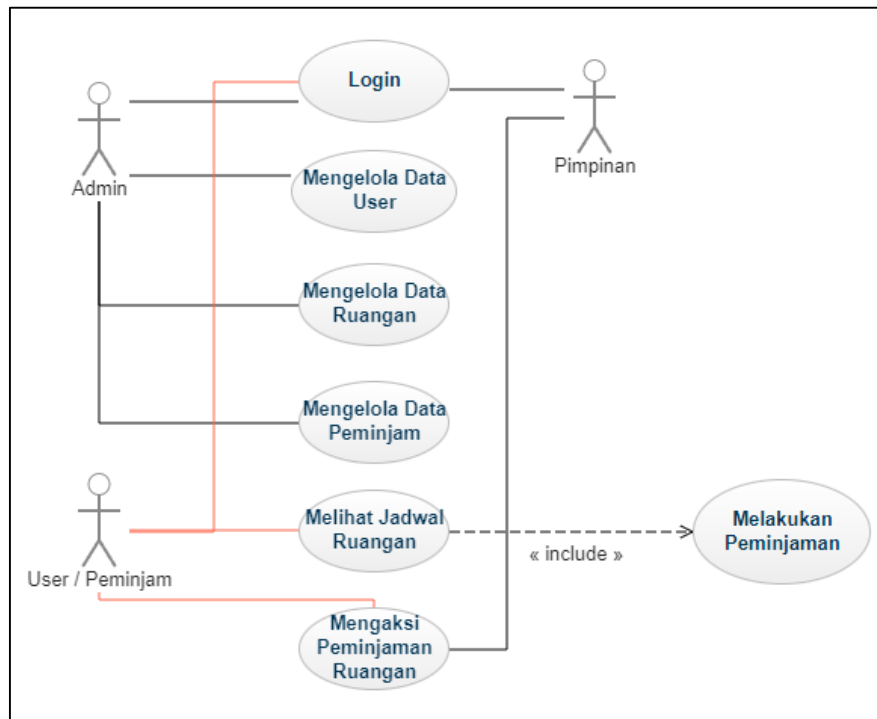 Login
Admin
Pimpinan
Mengelola Data
User
Mengelola Data
Ruangan
Mengelola Data
Peminjam
User / Peminjam
Melihat Jadwal
Ruangan
« include »
Melakukan
Peminjaman
Mengaksi
Peminjaman
Ruangan